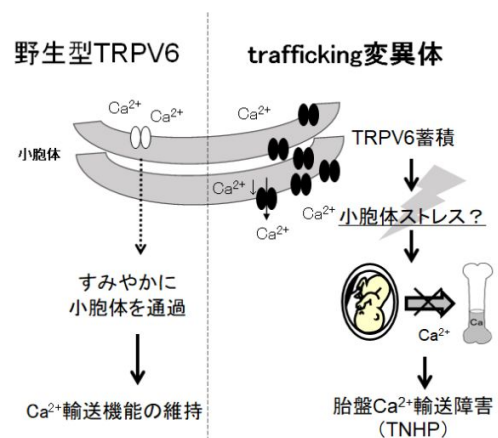 野生型TRPV6
trafficking変異体
Ca²⁺
Ca²⁺
Ca²⁺
小胞体
Ca²⁺↓
Ca²⁺
Ca²⁺
すみやかに
小胞体を通過
Ca²⁺輸送機能の維持
TRPV6蓄積
小胞体ストレス？
Ca
Ca²⁺
胎盤Ca²⁺輸送障害
（TNHP）